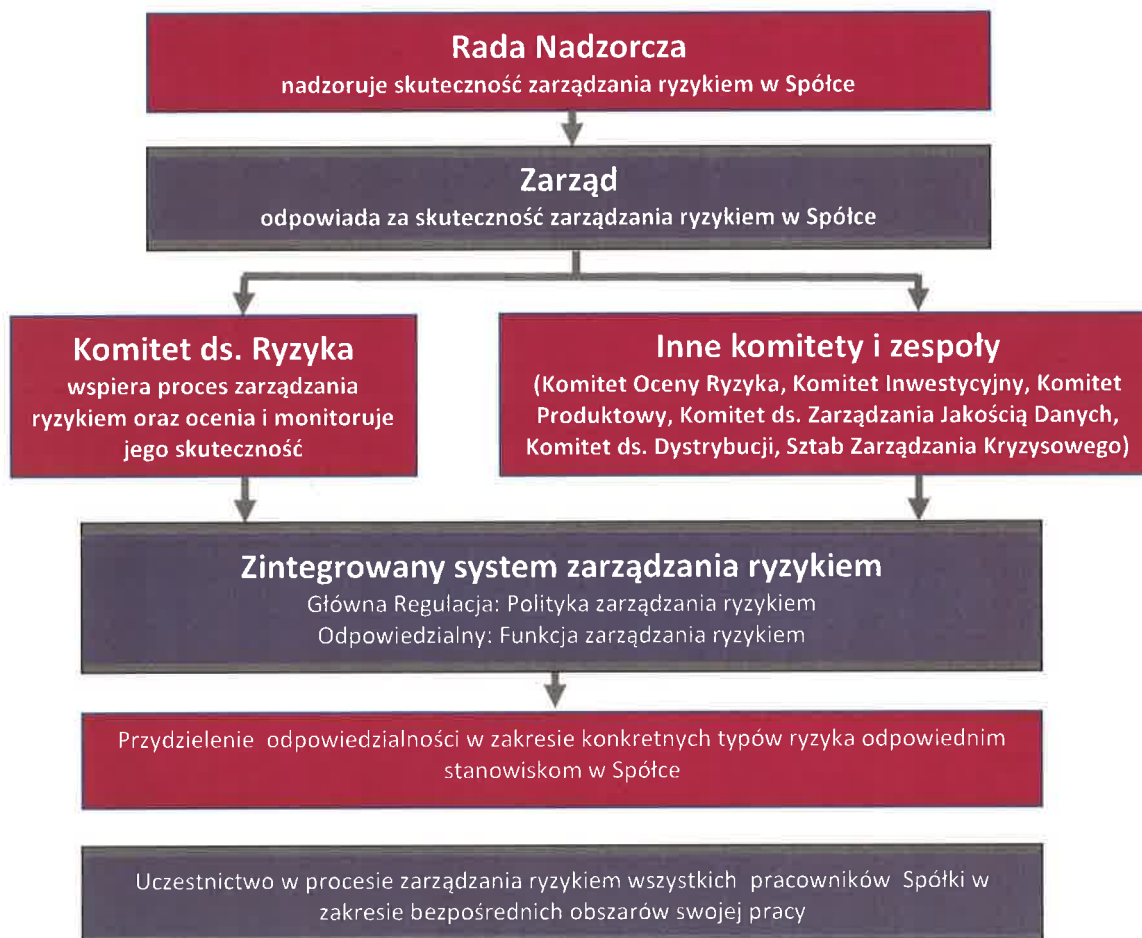 Rada Nadzorcza
nadzoruje skuteczność zarządzania ryzykiem w Spółce
Zarząd
odpowiada za skuteczność zarządzania ryzykiem w Spółce
Komitet ds. Ryzyka
wspiera proces zarządzania
ryzykiem oraz ocenia i monitoruje
jego skuteczność
Inne komitety i zespoły
(Komitet Oceny Ryzyka, Komitet Inwestycyjny, Komitet
Produktowy, Komitet ds. Zarządzania Jakością Danych,
Komitet ds. Dystrybucji, Sztab Zarządzania Kryzysowego)
Zintegrowany system zarządzania ryzykiem
Główna Regulacja: Polityka zarządzania ryzykiem
Odpowiedzialny: Funkcja zarządzania ryzykiem
Przydzielenie odpowiedzialności w zakresie konkretnych typów ryzyka odpowiednim
stanowiskom w Spółce
Uczestnictwo w procesie zarządzania ryzykiem wszystkich pracowników Spółki w
zakresie bezpośrednich obszarów swojej pracy